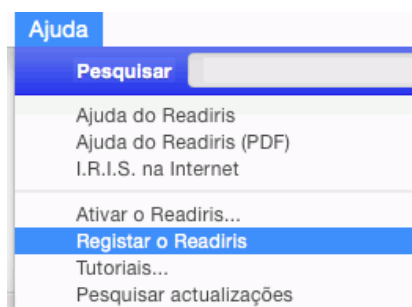 Ajuda
Pesquisar
Ajuda do Readiris
Ajuda do Readiris (PDF)
I.R.I.S. na Internet
Ativar o Readiris...
Registar o Readiris
Tutoriais...
Pesquisar actualizações